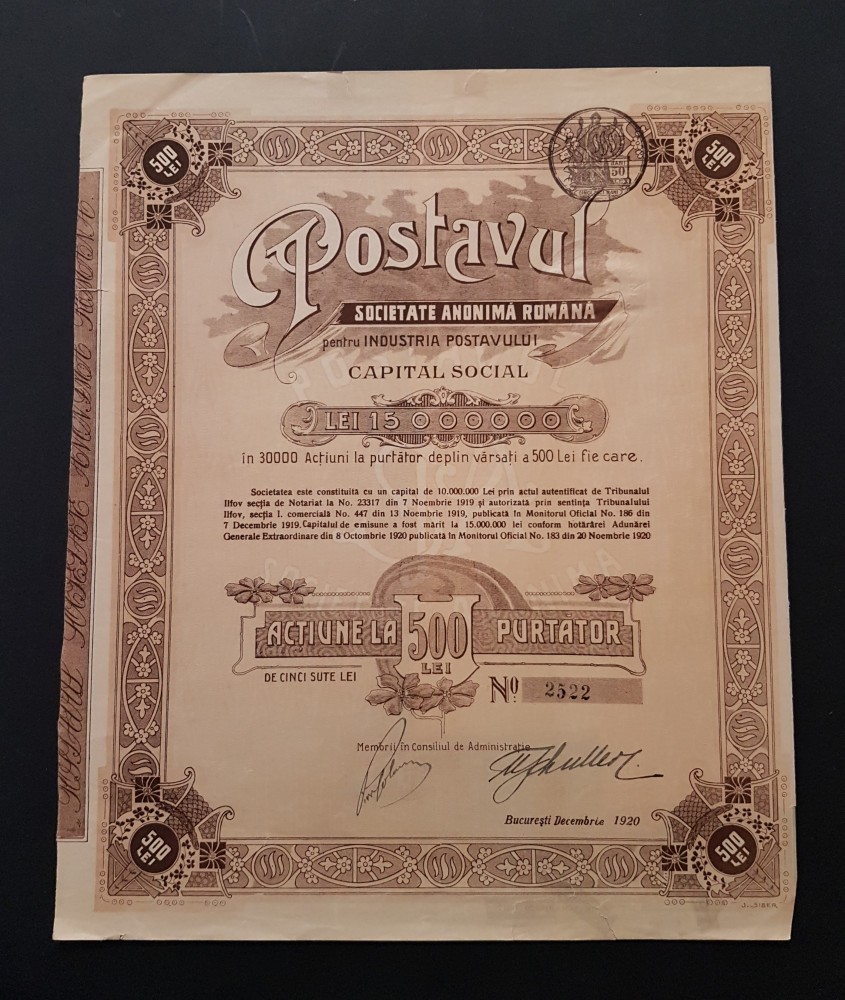 500 LEI
500 LEI
50
Postavul
SOCIETATE ANONIMĂ ROMÂNĂ
pentru INDUSTRIA POSTAVULUI
CAPITAL SOCIAL
LEI 15000000
în 30000 Acțiuni la purtător deplin vărsați a 500 Lei fie care.
Societatea este constituită cu un capital de 10.000,000 Lei prin actul autentificat de Tribunalul
Ilfov secția de Notariat la No. 23317 din 7 Noembrie 1919 și autorizată prin sentința Tribunalului
Ilfov, secția I. comercială No. 447 din 13 Noembrie 1919, publicată în Monitorul Oficial No. 186 din
7 Decembrie 1919. Capitalul de emisune a fost mărit la 15.000.000 lei conform hotărârei Adunărei
Generale Extraordinare din 8 Octombrie 1920 publicată în Monitorul Oficial No. 183 din 20 Noembrie 1920
ACȚIUNE LA 500 LEI PURTĂTOR
DE CINCI SUTE LEI
No. 2522
Membrii în Consiliul de Administrație
București Decembrie 1920
500 LEI
500 LEI